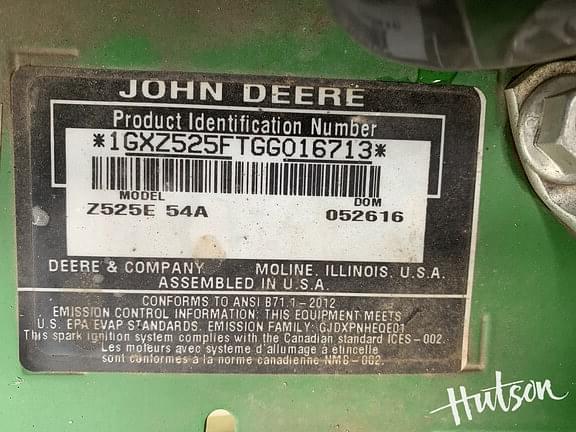 JOHN DEERE
Product Identification Number
*1GXZ525FTGG016713*
MODEL DOM
Z525E 54A 052616
DEERE & COMPANY MOLINE, ILLINOIS, U.S.A.
ASSEMBLED IN U.S.A.
CONFORMS TO ANSI B71.1-2012
EMISSION CONTROL INFORMATION: THIS EQUIPMENT MEETS
U.S. EPA EVAP STANDARDS. EMISSION FAMILY: GJDXPNHEQED1
This spark ignition system complies with the Canadian standard ICES-002.
Les moteurs avec systeme d'allumage à étincelle
sont conformes à la norme canadienne NMB-002.
Hutson